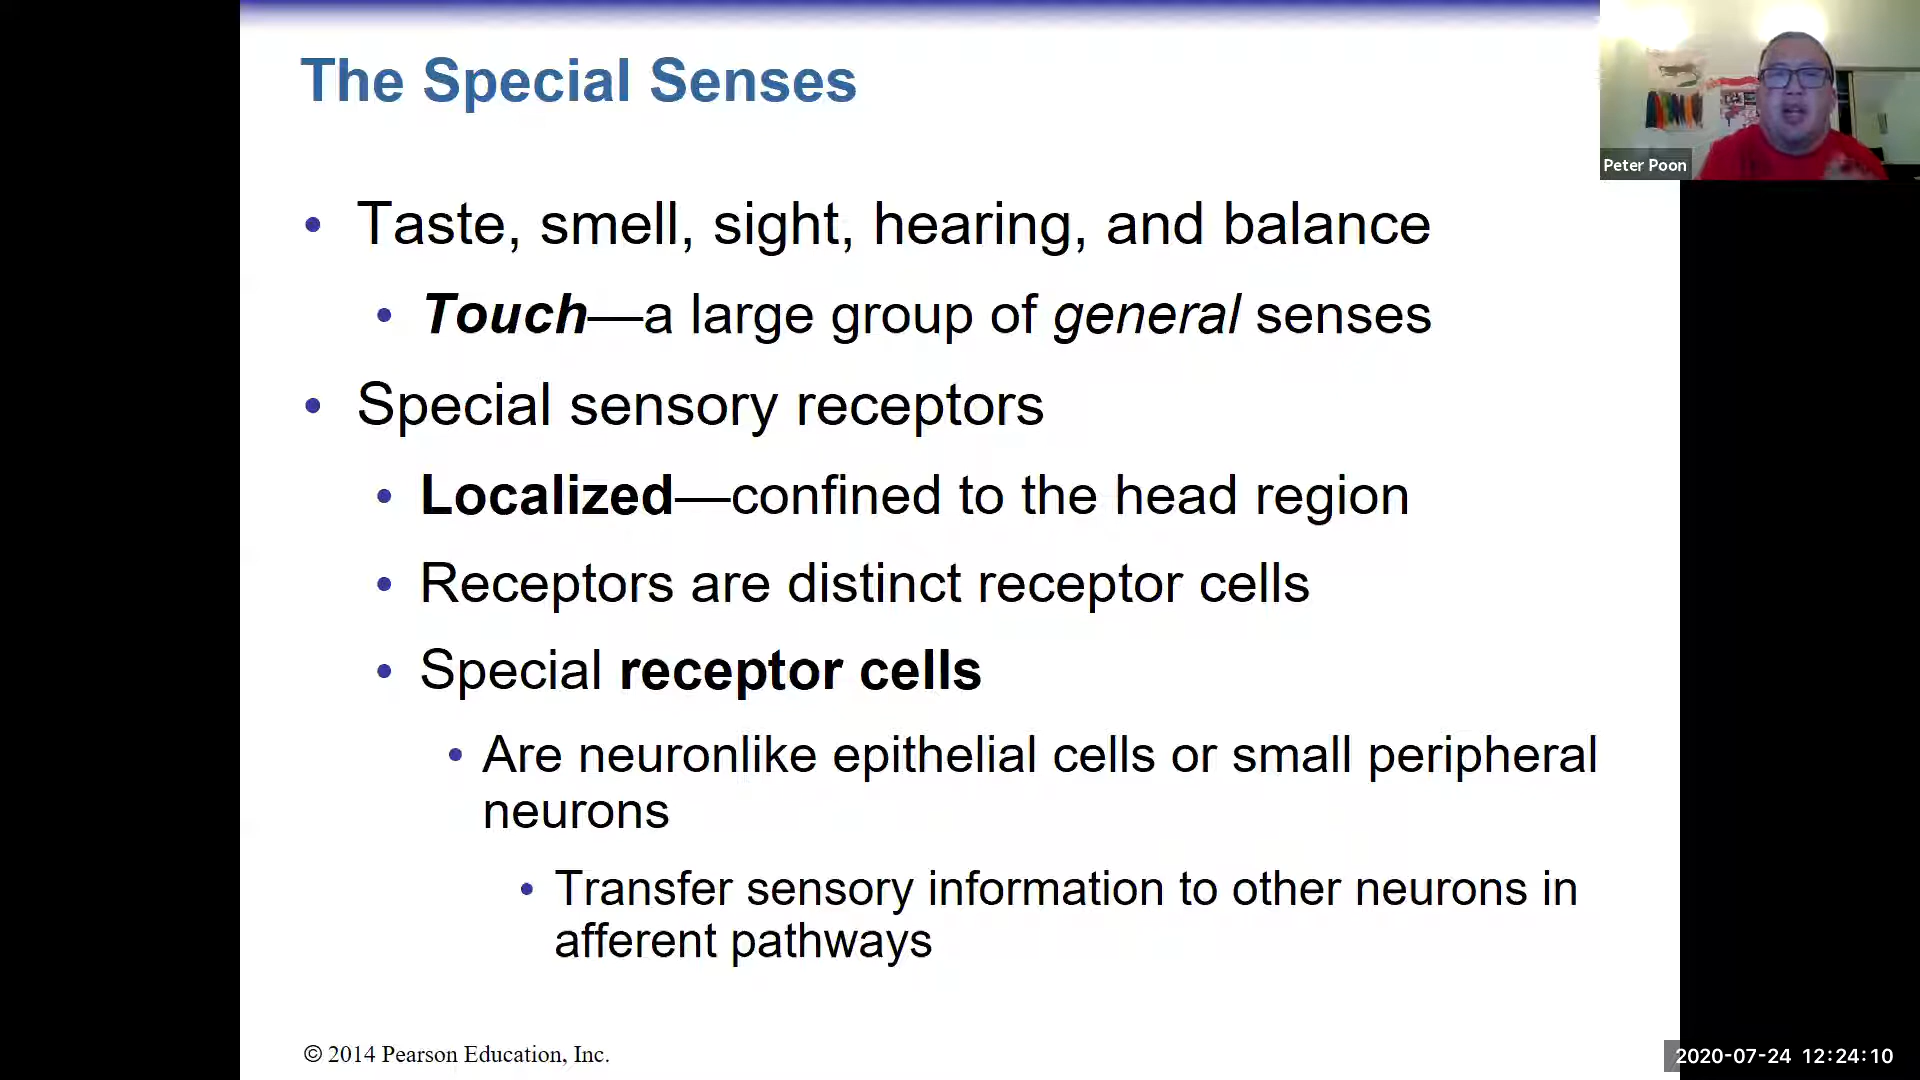 The Special Senses
• Taste, smell, sight, hearing, and balance
• Touch—a large group of general senses
• Special sensory receptors
• Localized—confined to the head region
• Receptors are distinct receptor cells
• Special receptor cells
• Are neuronlike epithelial cells or small peripheral
neurons
• Transfer sensory information to other neurons in
afferent pathways
© 2014 Pearson Education, Inc.
Peter Poon
2020-07-24 12:24:10